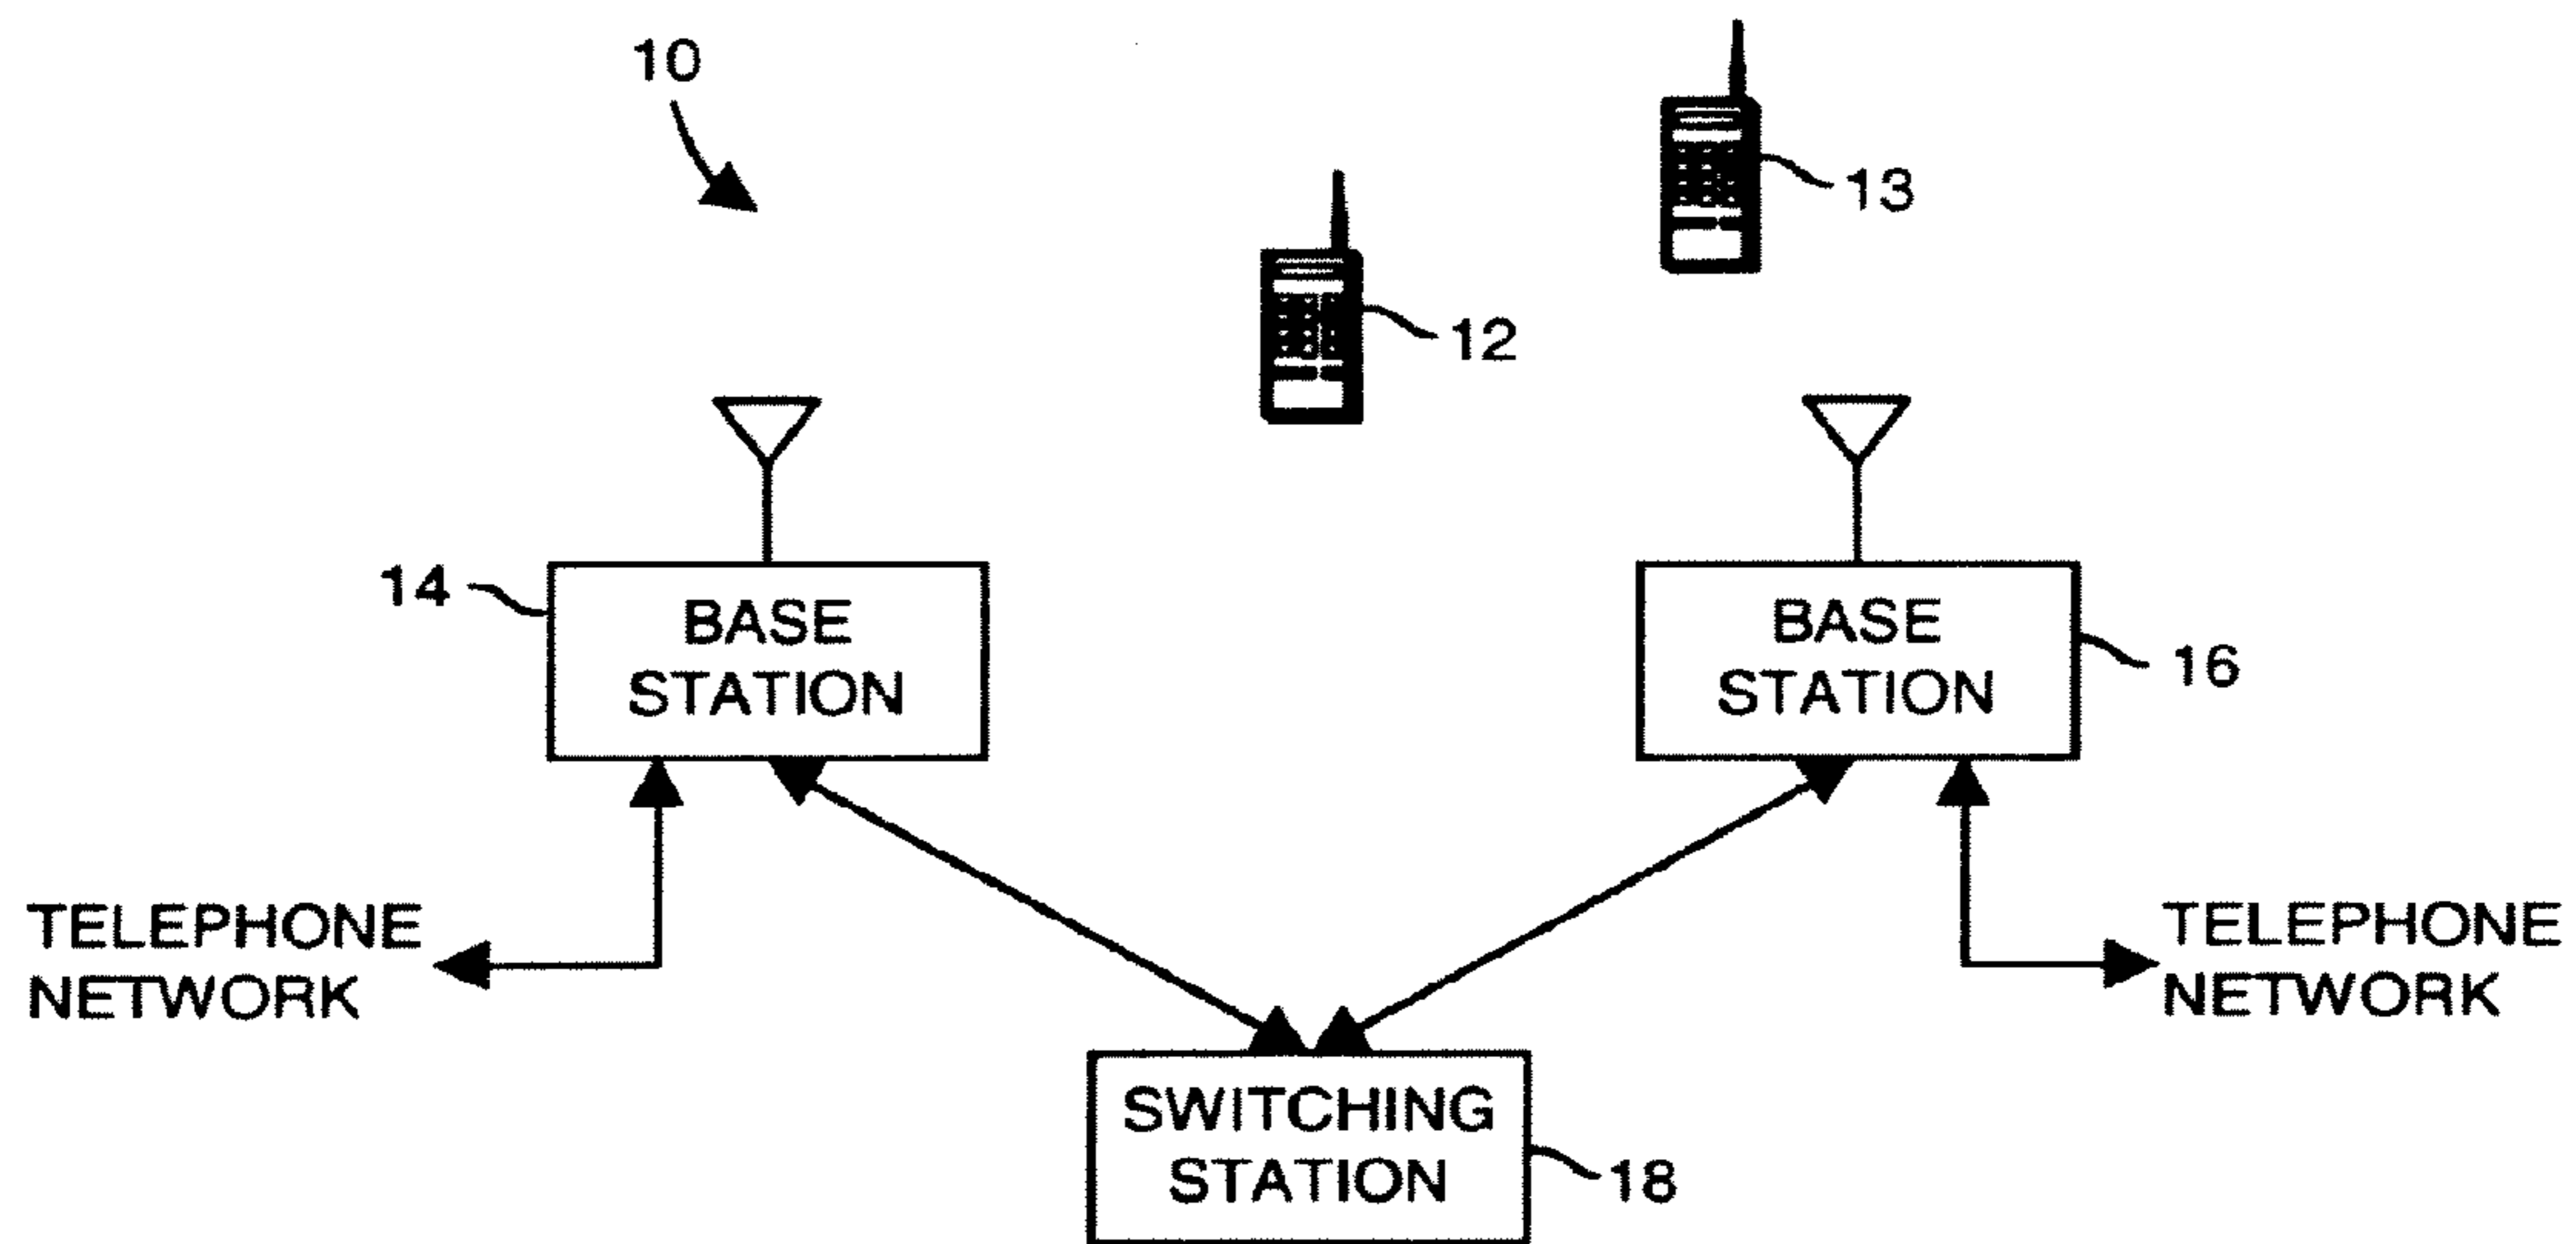 10
13
12
14
BASE
STATION
BASE
STATION
16
TELEPHONE
NETWORK
TELEPHONE
NETWORK
SWITCHING
STATION
18